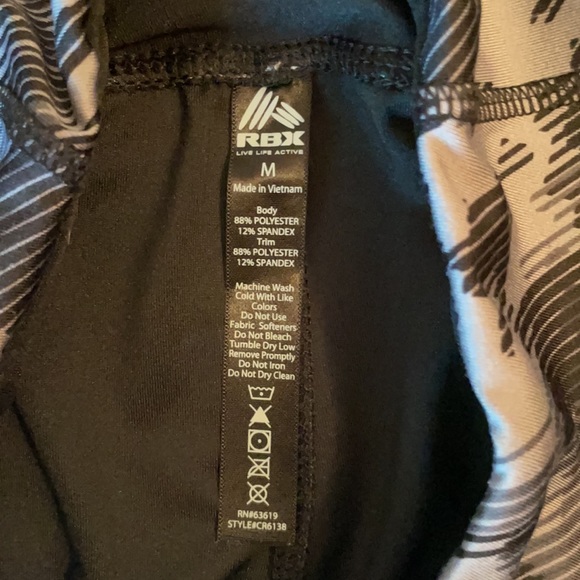 RBX
LIVE LIFE ACTIVE
M
Made in Vietnam
Body
88% POLYESTER
12% SPANDEX
Trim
88% POLYESTER
12% SPANDEX
Machine Wash
Cold With Like
Colors
Do Not Use
Fabric Softeners
Do Not Bleach
Tumble Dry Low
Remove Promptly
Do Not Iron
Do Not Dry Clean
RN#63619
STYLE#CR6138